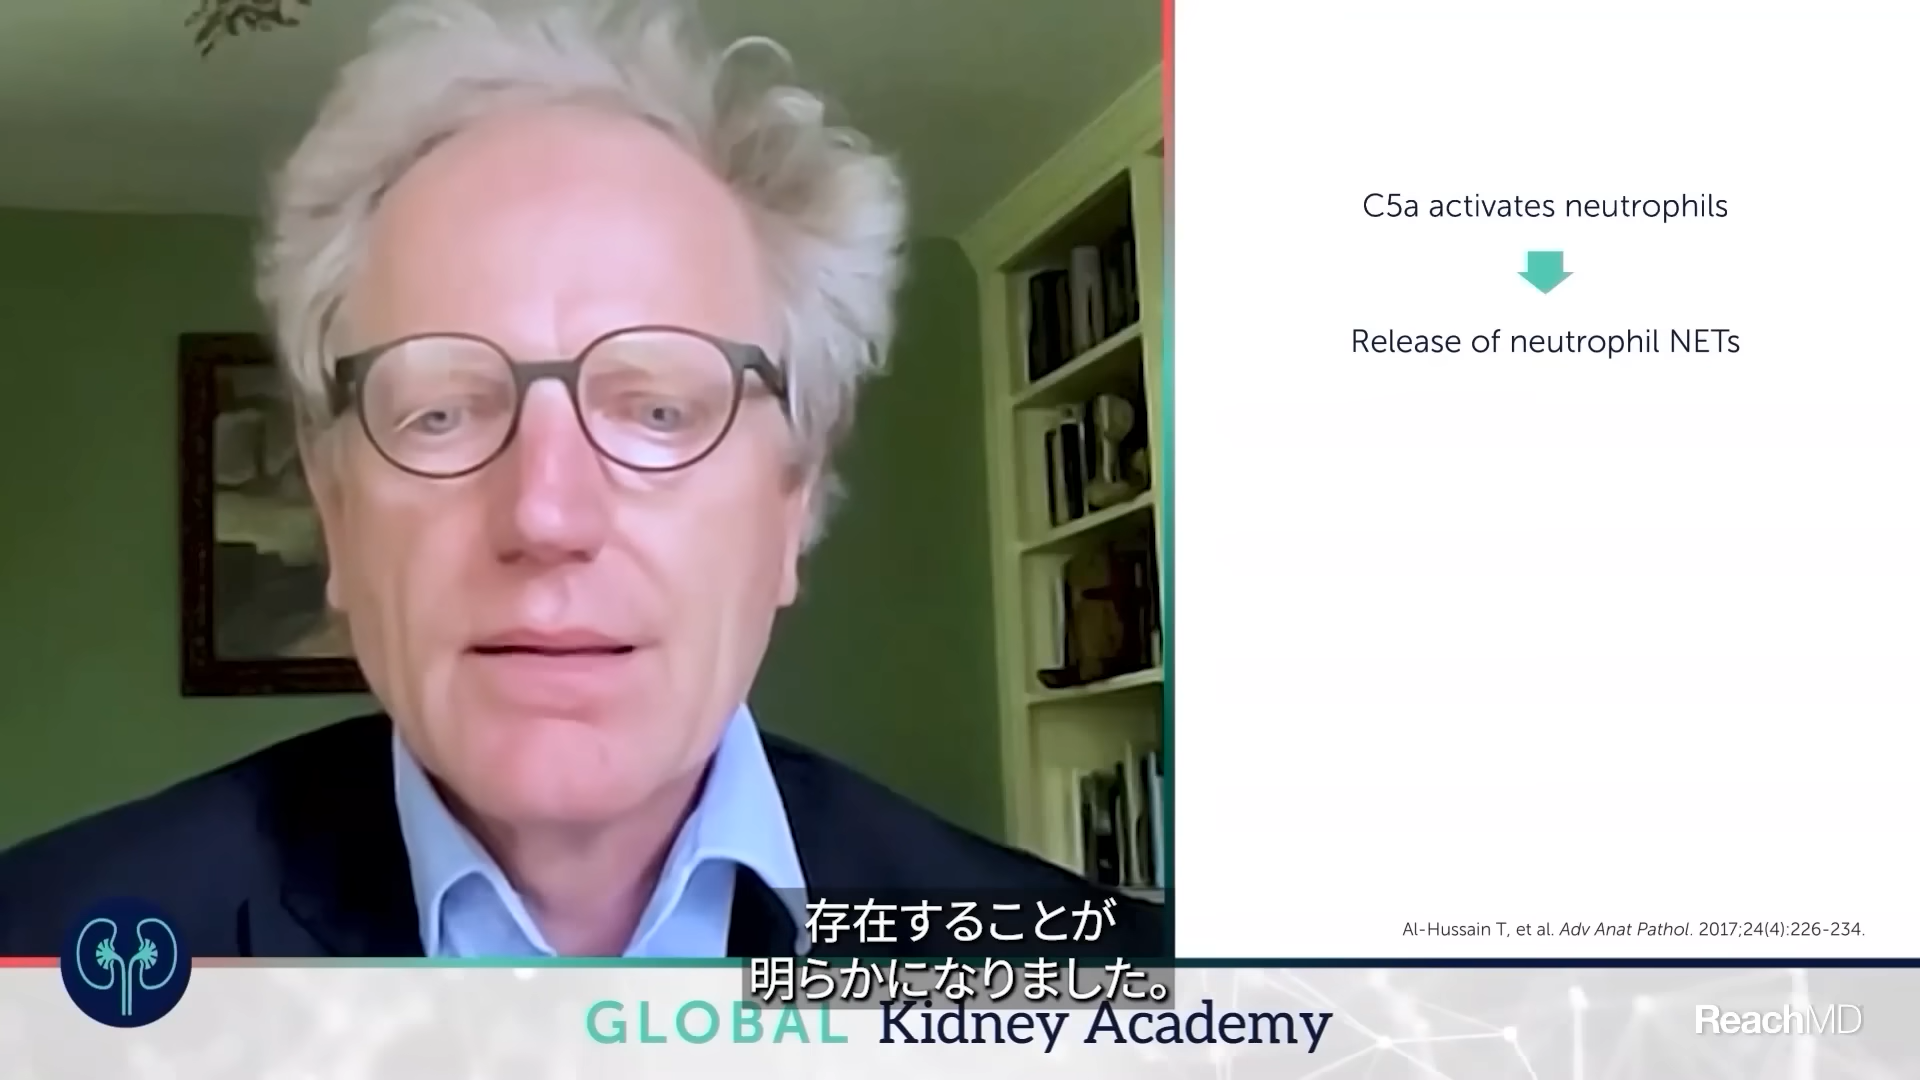 C5a activates neutrophils
Release of neutrophil NETs
Al-Hussain T, et al. Adv Anat Pathol. 2017;24(4):226-234.
存在することが
明らかになりました。
GLOBAL Kidney Academy
ReachMD